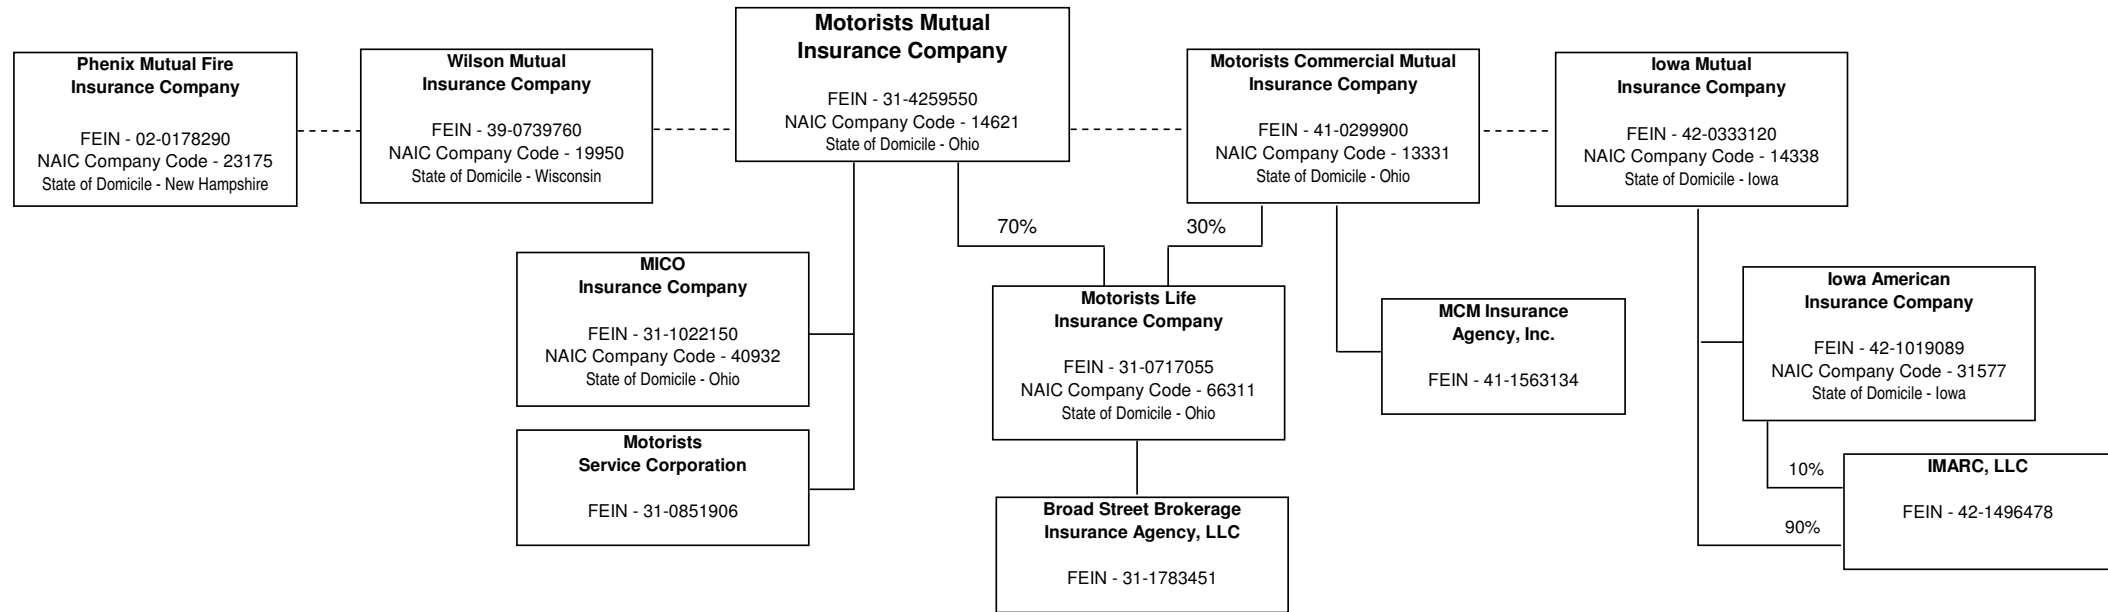 Phenix Mutual Fire
Insurance Company
FEIN - 02-0178290
NAIC Company Code - 23175
State of Domicile - New Hampshire
Wilson Mutual
Insurance Company
FEIN - 39-0739760
NAIC Company Code - 19950
State of Domicile - Wisconsin
Motorists Mutual
Insurance Company
FEIN - 31-4259550
NAIC Company Code - 14621
State of Domicile - Ohio
Motorists Commercial Mutual
Insurance Company
FEIN - 41-0299900
NAIC Company Code - 13331
State of Domicile - Ohio
Iowa Mutual
Insurance Company
FEIN - 42-0333120
NAIC Company Code - 14338
State of Domicile - Iowa
70%
30%
MICO
Insurance Company
FEIN - 31-1022150
NAIC Company Code - 40932
State of Domicile - Ohio
Motorists Life
Insurance Company
FEIN - 31-0717055
NAIC Company Code - 66311
State of Domicile - Ohio
MCM Insurance
Agency, Inc.
FEIN - 41-1563134
Iowa American
Insurance Company
FEIN - 42-1019089
NAIC Company Code - 31577
State of Domicile - Iowa
Motorists
Service Corporation
FEIN - 31-0851906
Broad Street Brokerage
Insurance Agency, LLC
FEIN - 31-1783451
10%
90%
IMARC, LLC
FEIN - 42-1496478